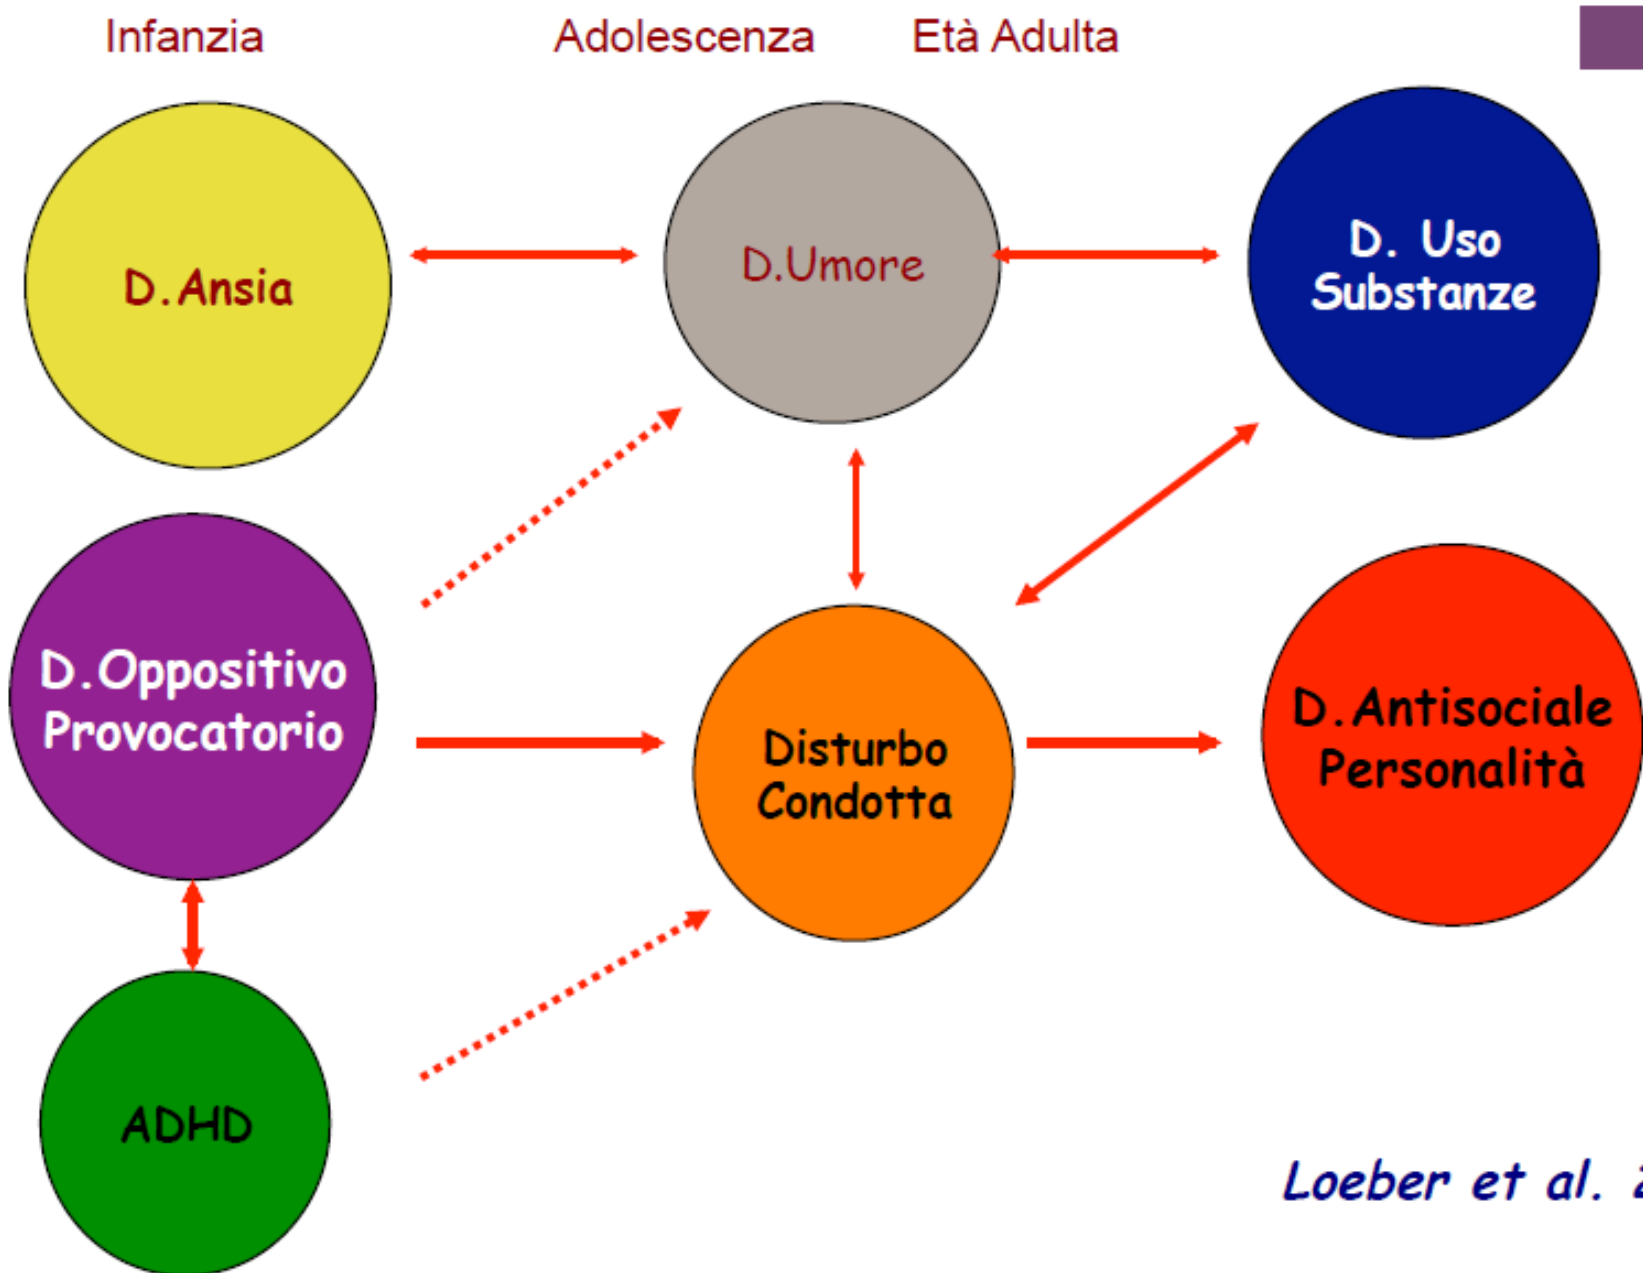 Infanzia Adolescenza Età Adulta
D.Ansia
D.Umore
D. Uso
Substanze
D.Oppositivo
Provocatorio
Disturbo
Condotta
D.Antisociale
Personalità
ADHD
Loeber et al.